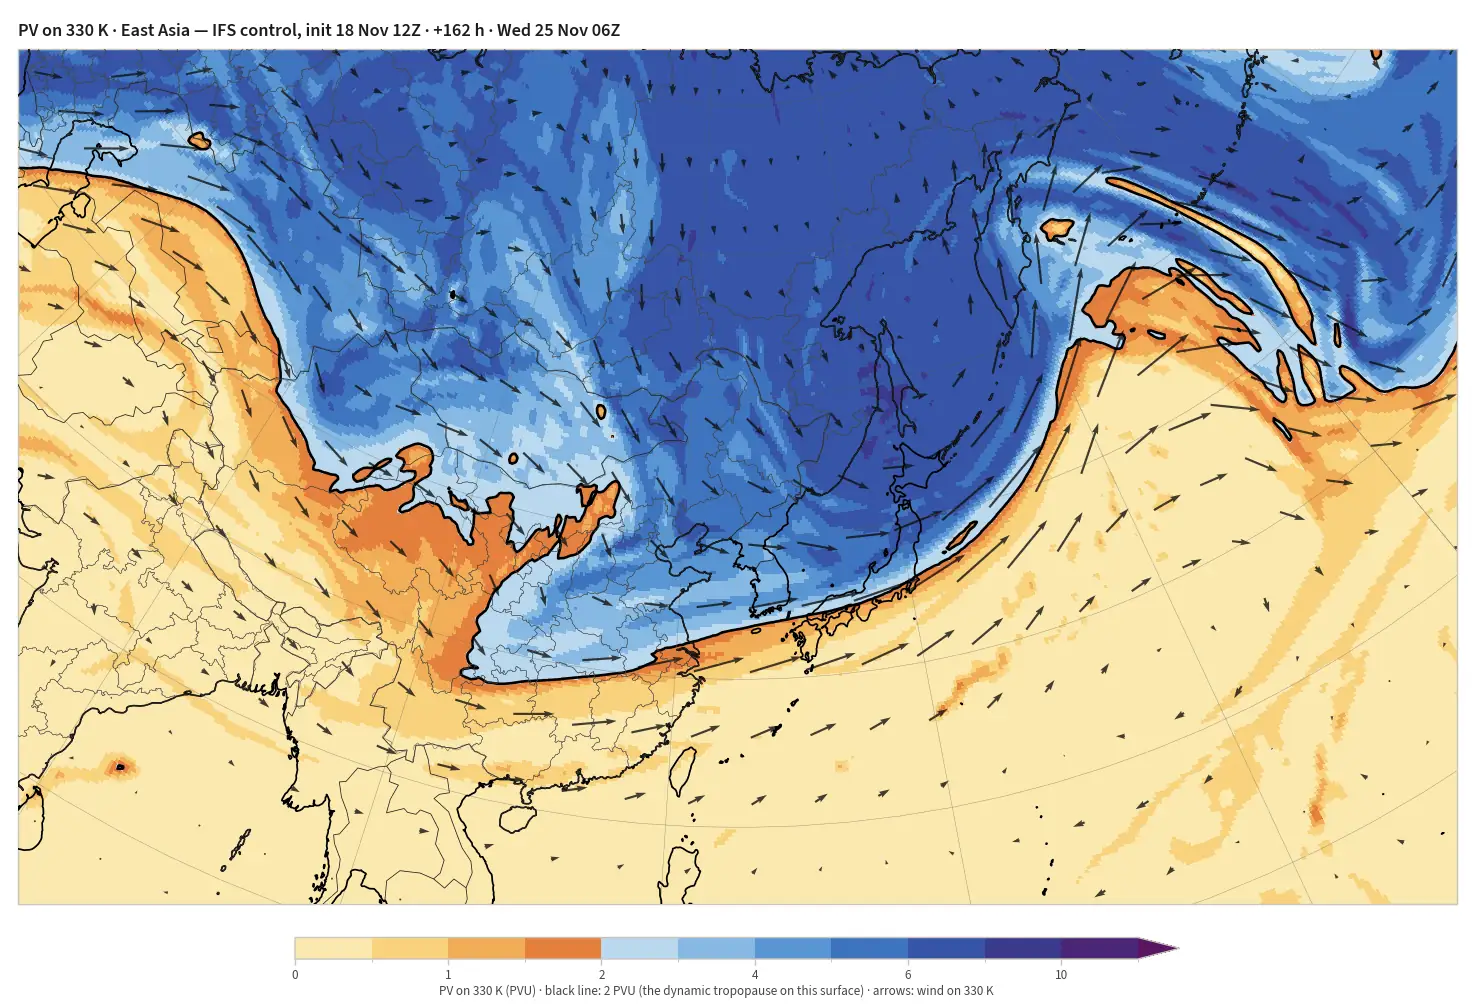 PV on 330 K · East Asia — IFS control, init 18 Nov 12Z · +162 h · Wed 25 Nov 06Z
0 1 2 4 6 10
PV on 330 K (PVU) · black line: 2 PVU (the dynamic tropopause on this surface) · arrows: wind on 330 K